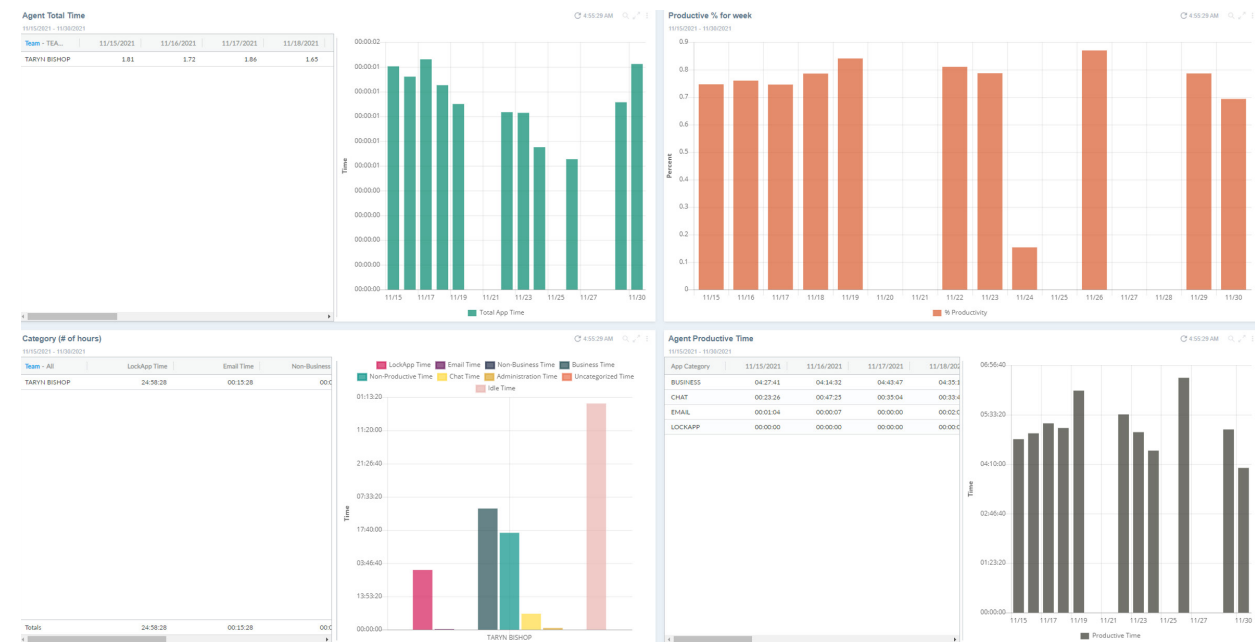 Agent Total Time
4:55:29 AM
11/15/2021 - 11/30/2021
Team - TEA... 11/15/2021 11/16/2021 11/17/2021 11/18/2021
TARYN BISHOP 1.81 1.72 1.86 1.65
00:00:02
00:00:01
00:00:01
00:00:01
00:00:01
00:00:01
00:00:00
00:00:00
00:00:00
00:00:00
Time
11/15 11/17 11/19 11/21 11/23 11/25 11/27 11/30
Total App Time
Productive % for week
4:55:29 AM
11/15/2021 - 11/30/2021
0.9
0.8
0.7
0.6
0.5
0.4
0.3
0.2
0.1
0
Percent
11/15 11/16 11/17 11/18 11/19 11/20 11/21 11/22 11/23 11/24 11/25 11/26 11/27 11/28 11/29 11/30
% Productivity
Category (# of hours)
4:55:29 AM
11/15/2021 - 11/30/2021
Team - All LockApp Time Email Time Non-Business
TARYN BISHOP 24:58:28 00:15:28 00:0
Totals 24:58:28 00:15:28 00:0
LockApp Time Email Time Non-Business Time Business Time
Non-Productive Time Chat Time Administration Time Uncategorized Time
Idle Time
01:13:20
11:20:00
21:26:40
07:33:20
17:40:00
03:46:40
13:53:20
00:00:00
Time
TARYN BISHOP
Agent Productive Time
4:55:29 AM
11/15/2021 - 11/30/2021
App Category 11/15/2021 11/16/2021 11/17/2021 11/18/202
BUSINESS 04:27:41 04:14:32 04:43:47 04:35:1
CHAT 00:23:26 00:47:25 00:35:04 00:33:4
EMAIL 00:01:04 00:00:07 00:00:00 00:02:0
LOCKAPP 00:00:00 00:00:00 00:00:00 00:00:0
06:56:40
05:33:20
04:10:00
02:46:40
01:23:20
00:00:00
Time
11/15 11/17 11/19 11/21 11/23 11/25 11/27 11/30
Productive Time